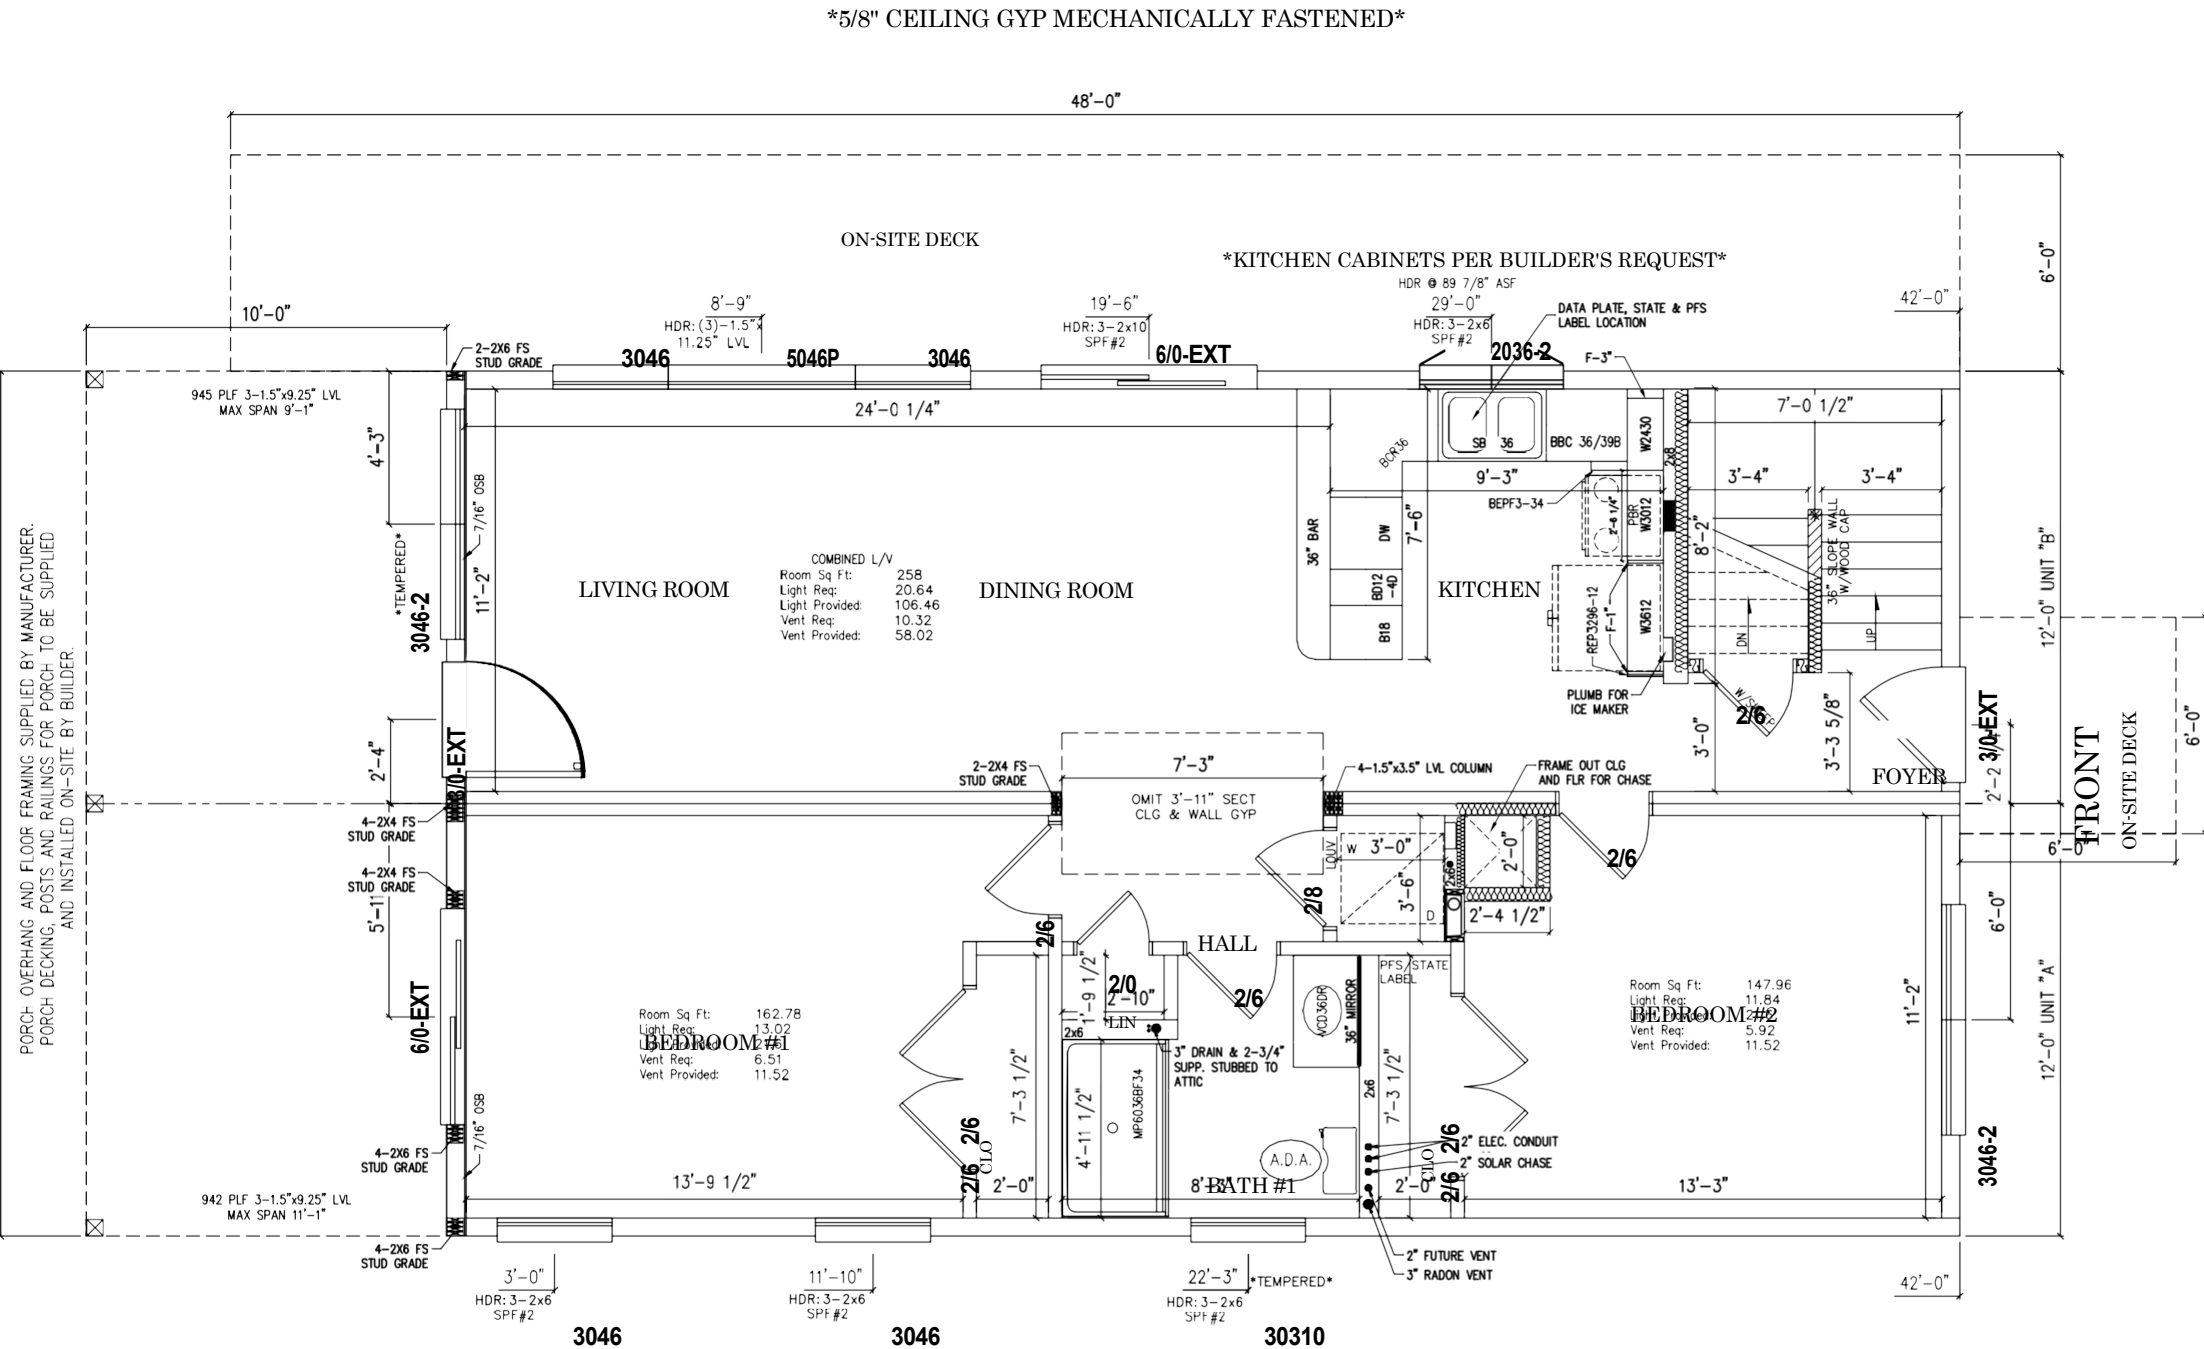 *5/8" CEILING GYP MECHANICALLY FASTENED*
48'-0"
ON-SITE DECK
*KITCHEN CABINETS PER BUILDER'S REQUEST*
HDR @ 89 7/8" ASF
6'-0"
10'-0"
8'-9"
HDR: (3)-1.5"x
11.25" LVL
19'-6"
HDR: 3-2x10
SPF#2
29'-0"
HDR: 3-2x6
SPF#2
DATA PLATE, STATE & PFS
LABEL LOCATION
42'-0"
2-2X6 FS
STUD GRADE
3046
5046P
3046
6/0-EXT
2036-2
F-3"
945 PLF 3-1.5"x9.25" LVL
MAX SPAN 9'-1"
24'-0 1/4"
7'-0 1/2"
4'-3"
BCR36
SB 36
BBC 36/39B
W2430
2x8
9'-3"
3'-4"
3'-4"
7/16" OSB
BEPF3-34
2'-6 1/4"
PBR
W3012
36" BAR
DW
7'-6"
8'-2"
36" SLOPE WALL
W/WOOD CAP
*TEMPERED*
3046-2
11'-2"
LIVING ROOM
COMBINED L/V
Room Sq Ft: 258
Light Req: 20.64
Light Provided: 106.46
Vent Req: 10.32
Vent Provided: 58.02
DINING ROOM
BD12
-4D
B18
KITCHEN
REP3296-12
F-1"
W3612
DN
UP
12'-0" UNIT "B"
PORCH OVERHANG AND FLOOR FRAMING SUPPLIED BY MANUFACTURER.
PORCH DECKING, POSTS AND RAILINGS FOR PORCH TO BE SUPPLIED
AND INSTALLED ON-SITE BY BUILDER.
PLUMB FOR
ICE MAKER
W/SWEEP
2/6
3'-0"
3'-3 5/8"
FOYER
3/0-EXT
FRONT
ON-SITE DECK
6'-0"
6'-0"
2'-4"
3/0-EXT
2-2X4 FS
STUD GRADE
7'-3"
4-1.5"x3.5" LVL COLUMN
FRAME OUT CLG
AND FLR FOR CHASE
OMIT 3'-11" SECT
CLG & WALL GYP
4-2X4 FS
STUD GRADE
4-2X4 FS
STUD GRADE
LOUV
W
3'-0"
2'-0"
2/6
2x6
3'-6"
D
2'-4 1/2"
2/8
6'-0"
2/6
HALL
PFS/STATE
LABEL
6/0-EXT
1'-9 1/2"
2/0
2'-10"
LIN
2x6
2/6
VCD36DR
36" MIRROR
Room Sq Ft: 162.78
Light Req: 13.02
BEDROOM #1
Vent Req: 6.51
Vent Provided: 11.52
Room Sq Ft: 147.96
Light Req: 11.84
BEDROOM #2
Vent Req: 5.92
Vent Provided: 11.52
11'-2"
12'-0" UNIT "A"
3" DRAIN & 2-3/4"
SUPP. STUBBED TO
ATTIC
7'-3 1/2"
4'-11 1/2"
MP6036BF34
2x6
7'-3 1/2"
7/16" OSB
4-2X6 FS
STUD GRADE
2/6
2/6
CLO
A.D.A.
2/6
2/6
CLO
2" ELEC. CONDUIT
2" SOLAR CHASE
3046-2
942 PLF 3-1.5"x9.25" LVL
MAX SPAN 11'-1"
13'-9 1/2"
2'-0"
BATH #1
2'-0"
13'-3"
4-2X6 FS
STUD GRADE
2" FUTURE VENT
3" RADON VENT
3'-0"
HDR: 3-2x6
SPF#2
11'-10"
HDR: 3-2x6
SPF#2
22'-3"
*TEMPERED*
HDR: 3-2x6
SPF#2
42'-0"
3046
3046
30310